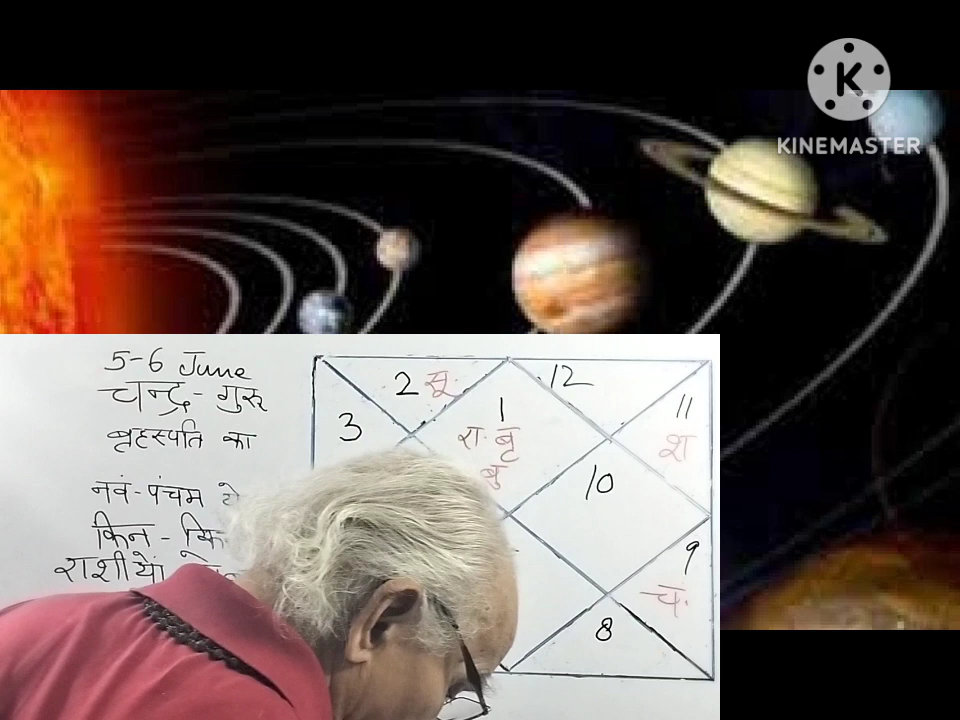 KINEMASTER
5-6 June
चन्द्र-गुरू
बृहस्पति का
नवं-पंचम
किन -
राशीयों
2 सू.
12
3
1
11
रा. बृ
बु
श
10
9
च.
8